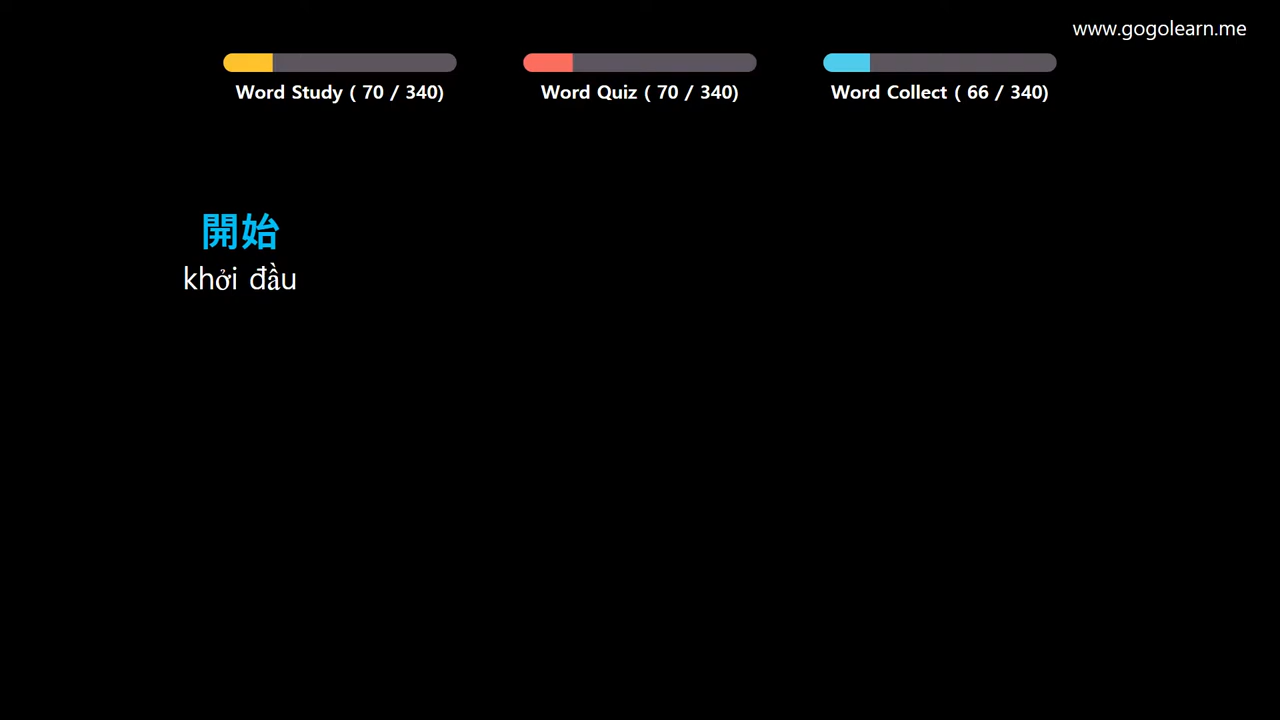 www.gogolearn.me
Word Study ( 70 / 340)
Word Quiz ( 70 / 340)
Word Collect ( 66 / 340)
開始
khởi đầu